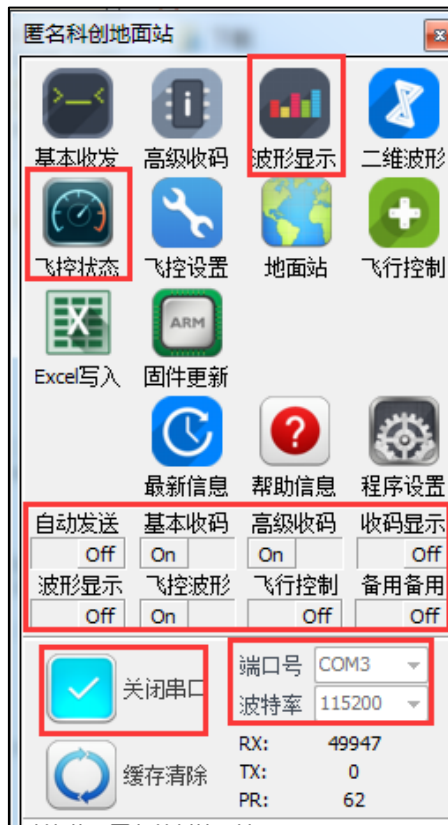 匿名科创地面站
基本收发 高级收码 波形显示 二维波形
飞控状态 飞控设置 地面站 飞行控制
ARM
Excel写入 固件更新
最新信息 帮助信息 程序设置
自动发送 基本收码 高级收码 收码显示
Off On On Off
波形显示 飞控波形 飞行控制 备用备用
Off On Off Off
关闭串口
端口号 COM3
波特率 115200
缓存清除
RX: 49947
TX: 0
PR: 62